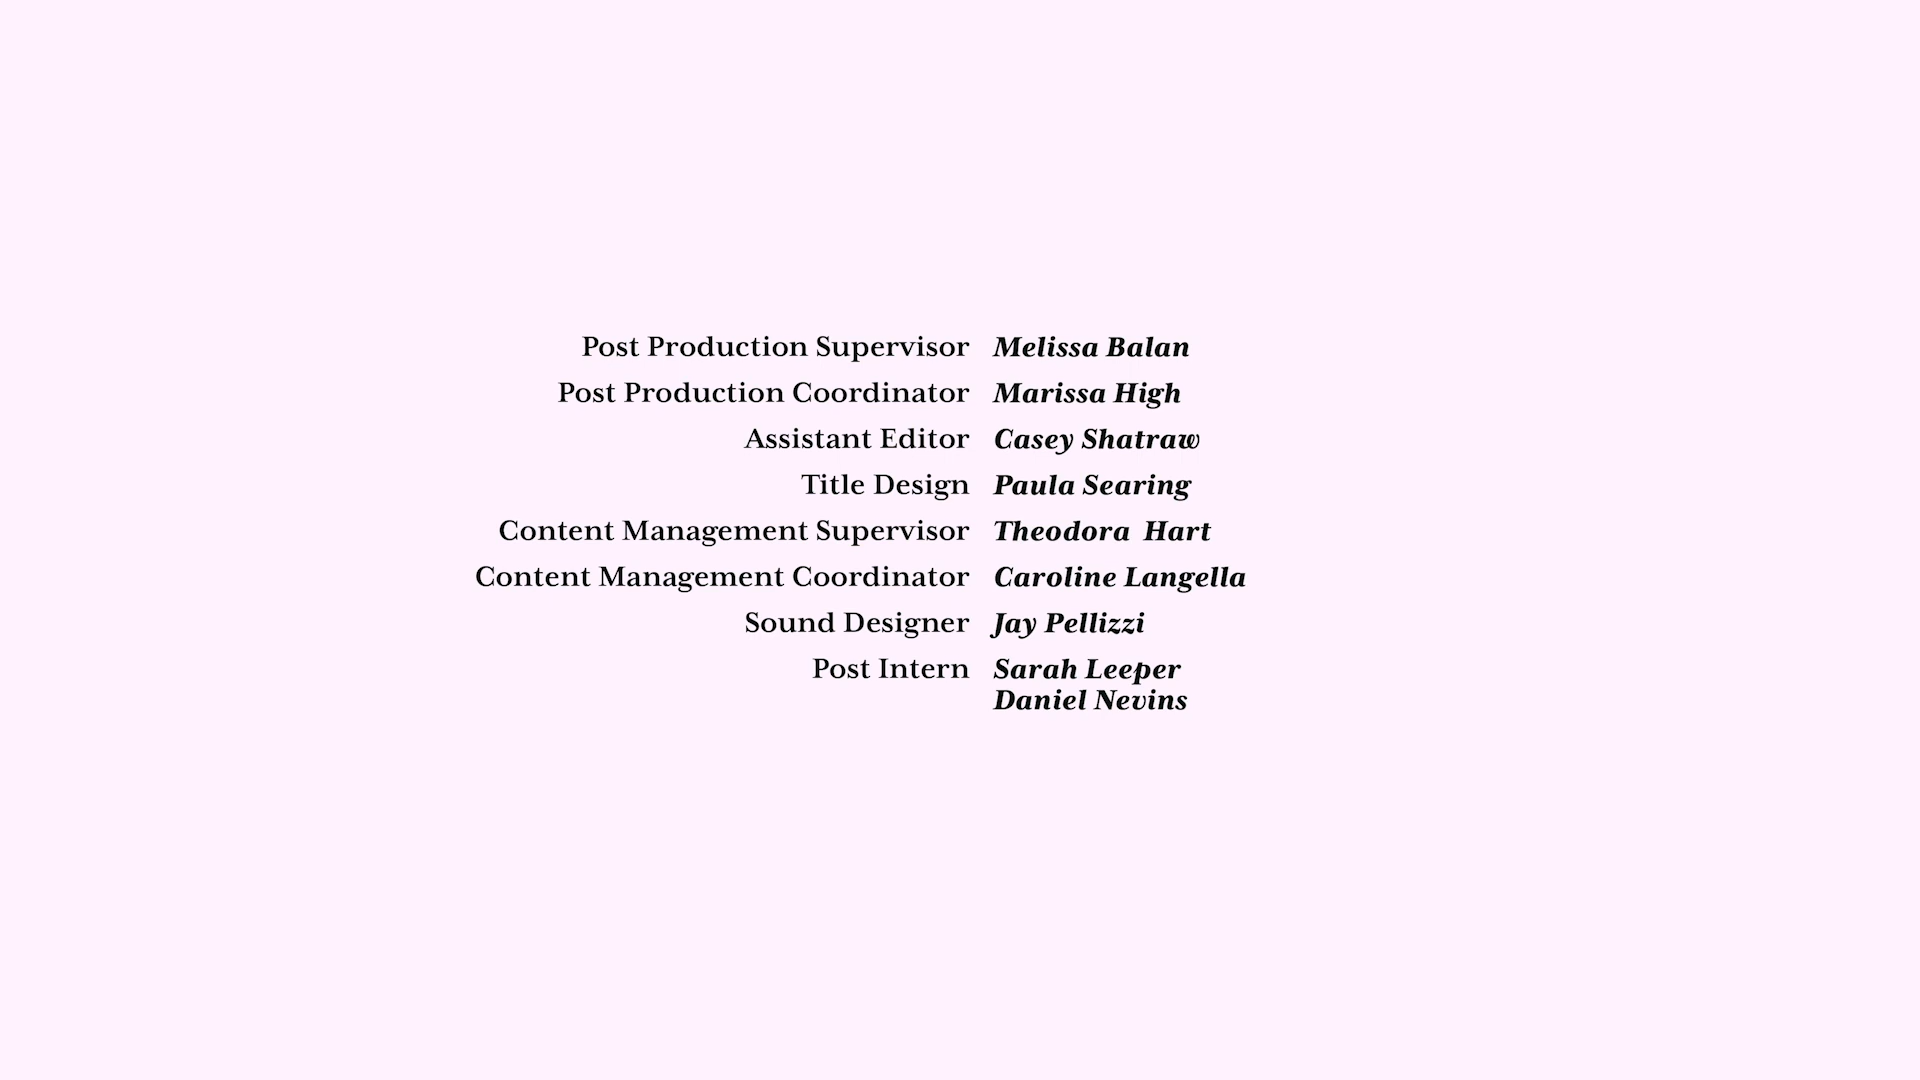 Post Production Supervisor Melissa Balan
Post Production Coordinator Marissa High
Assistant Editor Casey Shatraw
Title Design Paula Searing
Content Management Supervisor Theodora Hart
Content Management Coordinator Caroline Langella
Sound Designer Jay Pellizzi
Post Intern Sarah Leeper
Daniel Nevins